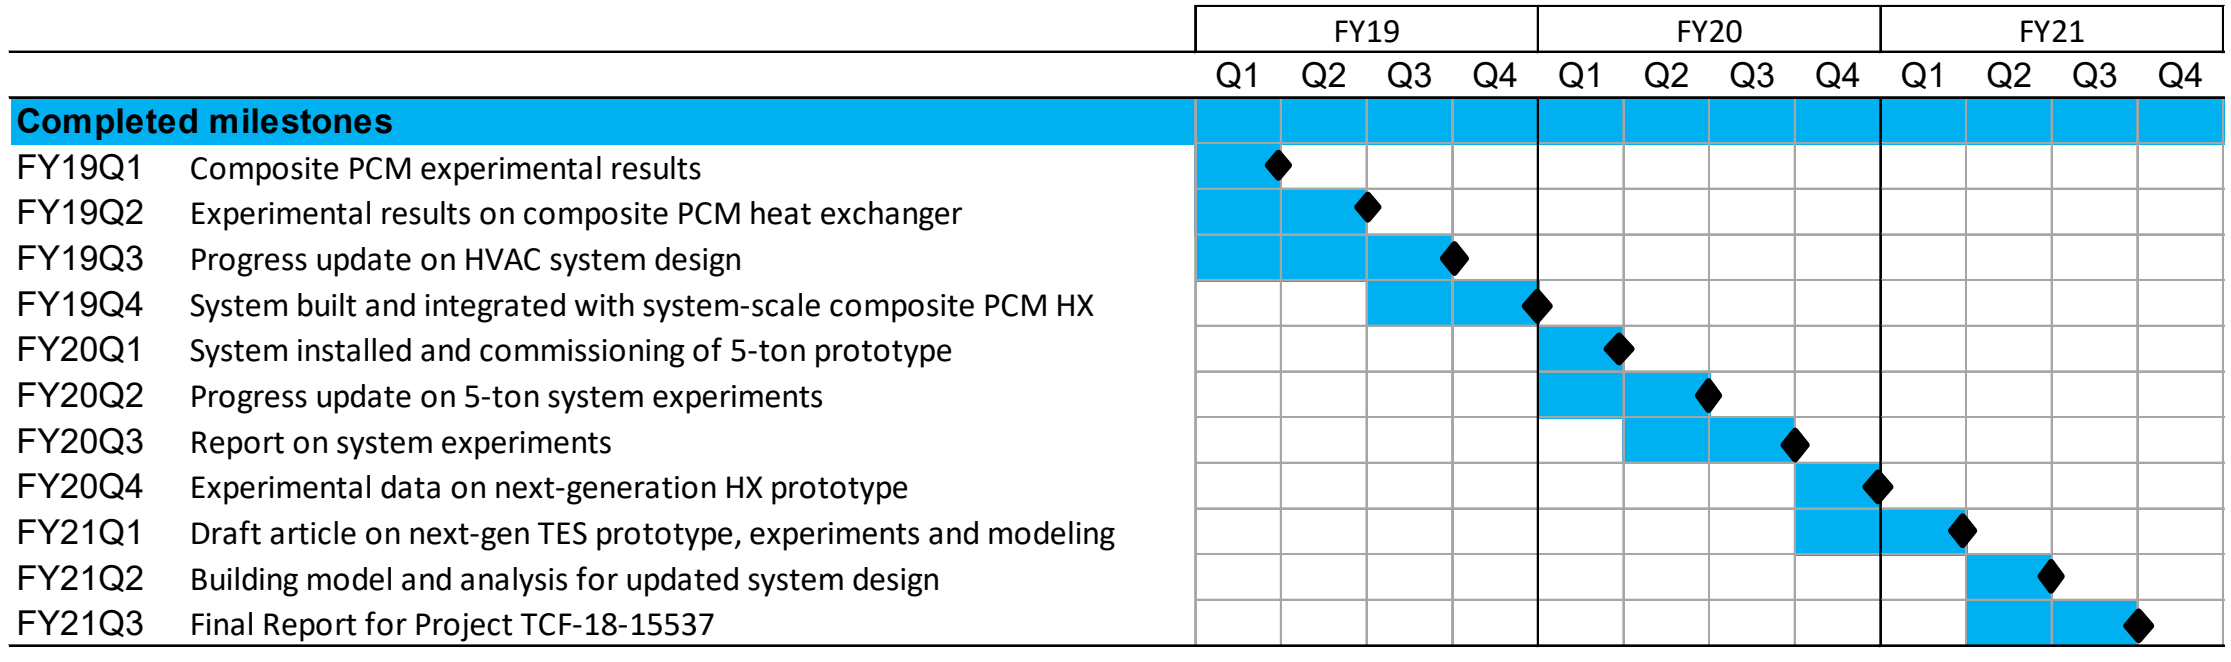 FY19 FY20 FY21
Q1 Q2 Q3 Q4 Q1 Q2 Q3 Q4 Q1 Q2 Q3 Q4
Completed milestones
FY19Q1 Composite PCM experimental results
FY19Q2 Experimental results on composite PCM heat exchanger
FY19Q3 Progress update on HVAC system design
FY19Q4 System built and integrated with system-scale composite PCM HX
FY20Q1 System installed and commissioning of 5-ton prototype
FY20Q2 Progress update on 5-ton system experiments
FY20Q3 Report on system experiments
FY20Q4 Experimental data on next-generation HX prototype
FY21Q1 Draft article on next-gen TES prototype, experiments and modeling
FY21Q2 Building model and analysis for updated system design
FY21Q3 Final Report for Project TCF-18-15537